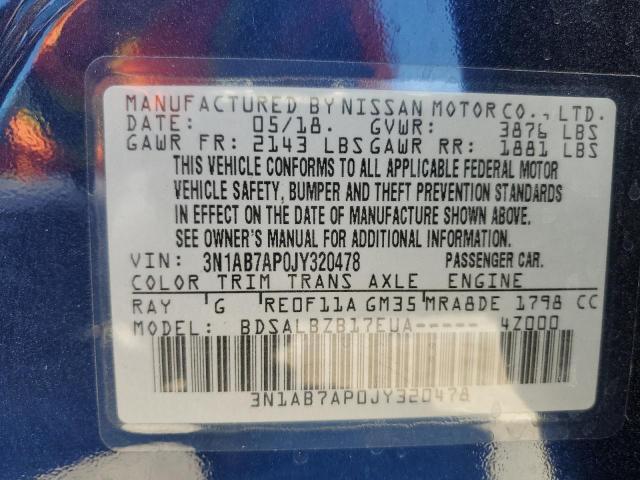 MANUFACTURED BY NISSAN MOTOR CO., LTD.
DATE: 05/18. GVWR: 3876 LBS
GAWR FR: 2143 LBS GAWR RR: 1881 LBS
THIS VEHICLE CONFORMS TO ALL APPLICABLE FEDERAL MOTOR
VEHICLE SAFETY, BUMPER AND THEFT PREVENTION STANDARDS
IN EFFECT ON THE DATE OF MANUFACTURE SHOWN ABOVE.
SEE OWNER'S MANUAL FOR ADDITIONAL INFORMATION.
VIN: 3N1AB7AP0JY320478 PASSENGER CAR.
COLOR TRIM TRANS AXLE ENGINE
RAY G RE0F11A GM35 MRA8DE 1798 CC
MODEL: BDSALBZB17EUA----- 4Z000
3N1AB7AP0JY320478